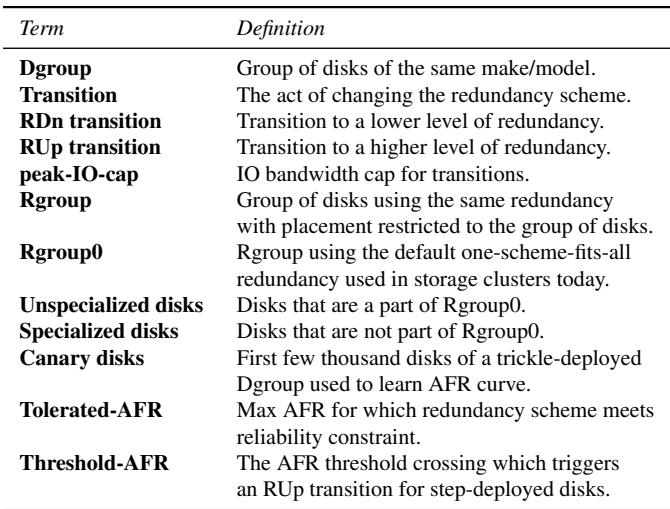 Term Definition
Dgroup Group of disks of the same make/model.
Transition The act of changing the redundancy scheme.
RDn transition Transition to a lower level of redundancy.
RUp transition Transition to a higher level of redundancy.
peak-IO-cap IO bandwidth cap for transitions.
Rgroup Group of disks using the same redundancy
with placement restricted to the group of disks.
Rgroup0 Rgroup using the default one-scheme-fits-all
redundancy used in storage clusters today.
Unspecialized disks Disks that are a part of Rgroup0.
Specialized disks Disks that are not part of Rgroup0.
Canary disks First few thousand disks of a trickle-deployed
Dgroup used to learn AFR curve.
Tolerated-AFR Max AFR for which redundancy scheme meets
reliability constraint.
Threshold-AFR The AFR threshold crossing which triggers
an RUp transition for step-deployed disks.